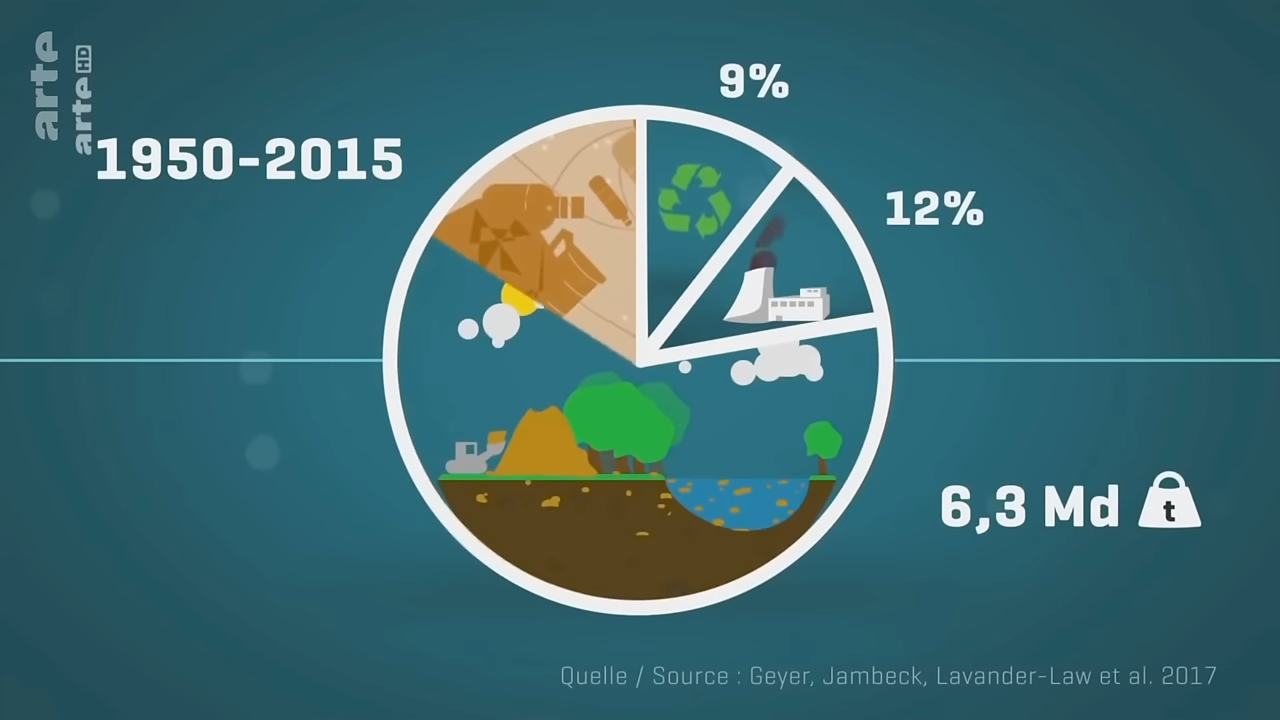 arte
arte HD
1950-2015
9%
12%
6,3 Md t
Quelle / Source : Geyer, Jambeck, Lavander-Law et al. 2017